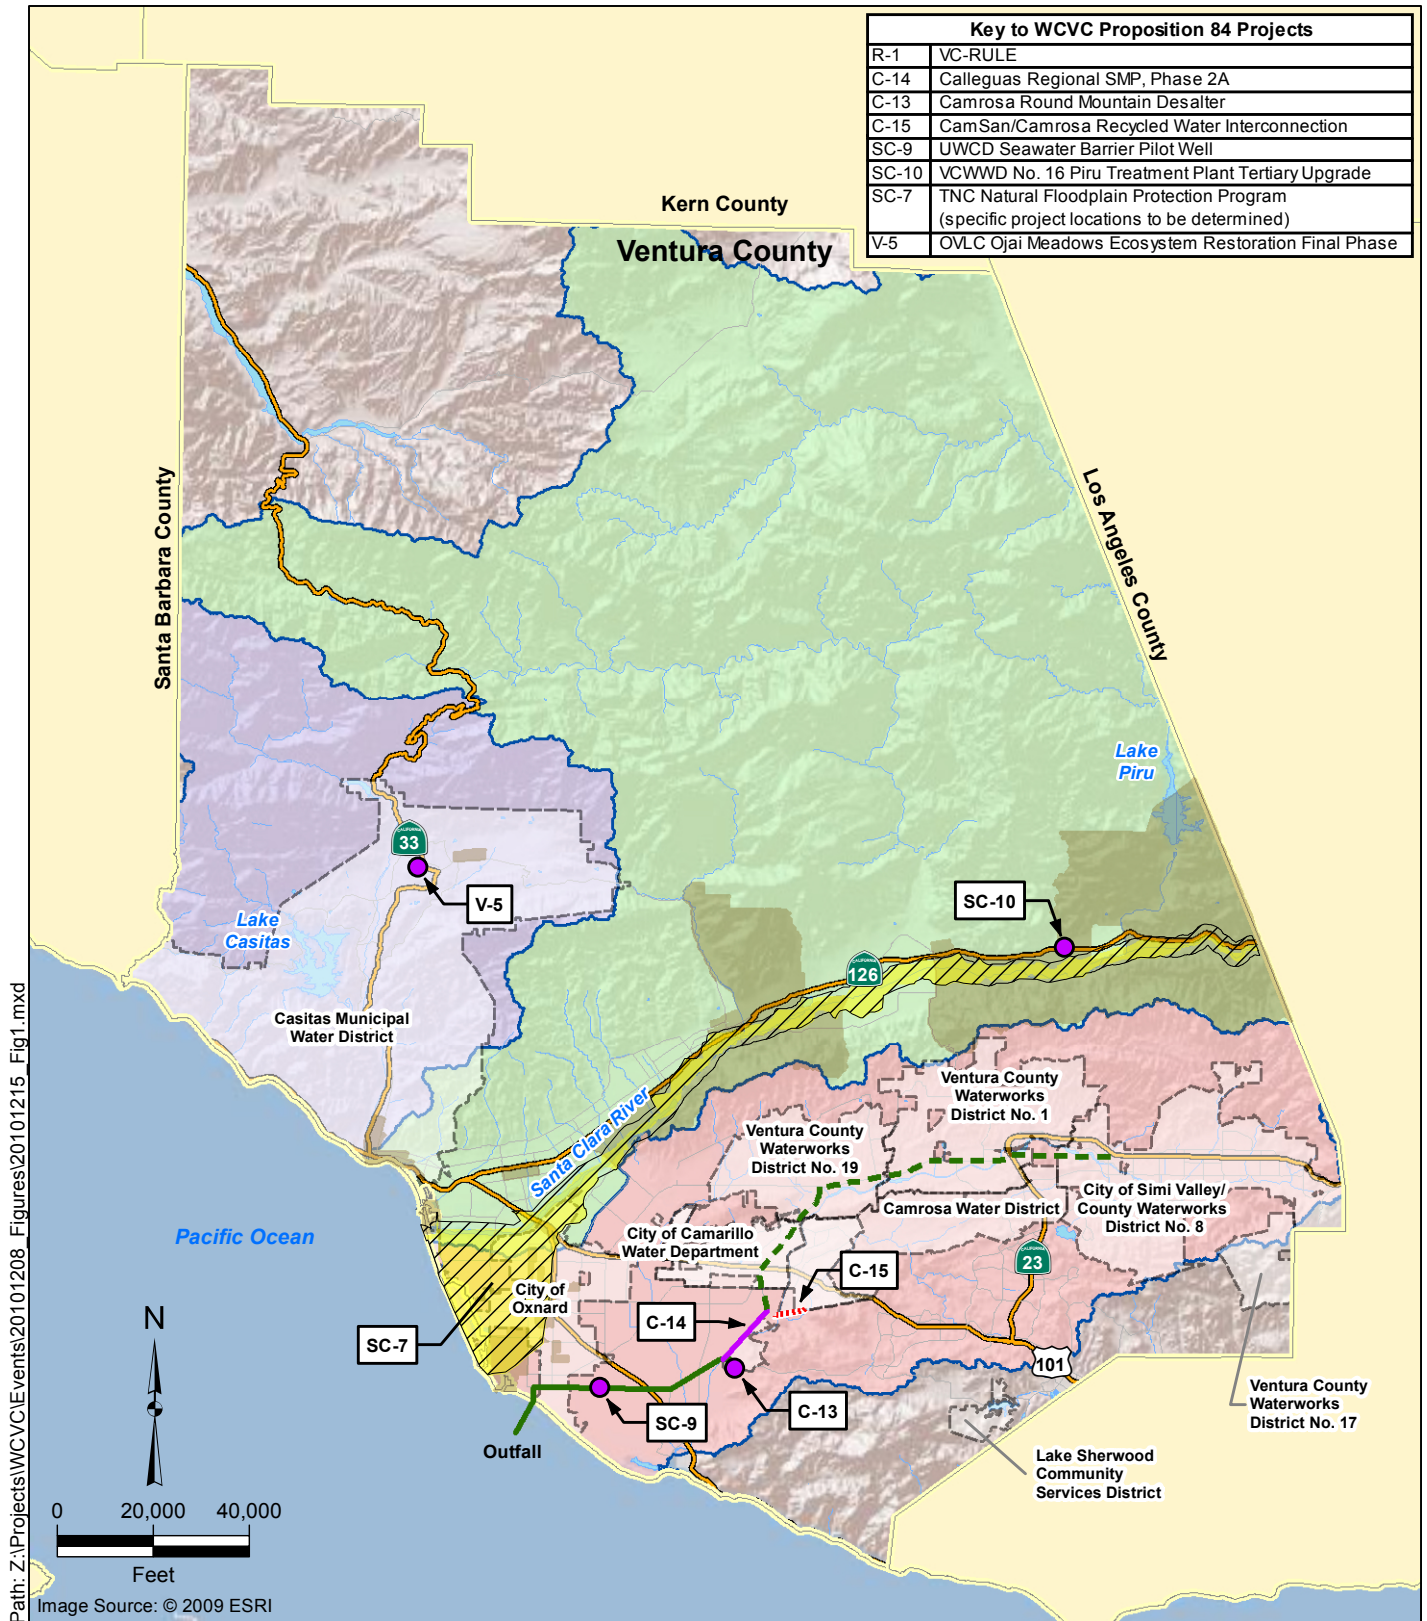 Key to WCVC Proposition 84 Projects
R-1 VC-RULE
C-14 Calleguas Regional SMP, Phase 2A
C-13 Camrosa Round Mountain Desalter
C-15 CamSan/Camrosa Recycled Water Interconnection
SC-9 UWCD Seawater Barrier Pilot Well
SC-10 VCWWD No. 16 Piru Treatment Plant Tertiary Upgrade
SC-7 TNC Natural Floodplain Protection Program
(specific project locations to be determined)
V-5 OVLC Ojai Meadows Ecosystem Restoration Final Phase
Kern County
Ventura County
Santa Barbara County
Los Angeles County
Lake
Piru
CALIFORNIA
33
V-5
SC-10
Lake
Casitas
CALIFORNIA
126
Casitas Municipal
Water District
Santa Clara River
Ventura County
Waterworks
District No. 1
Ventura County
Waterworks
District No. 19
City of Simi Valley/
County Waterworks
District No. 8
Camrosa Water District
Pacific Ocean
City of Camarillo
Water Department
CALIFORNIA
23
C-15
City of
Oxnard
C-14
SC-7
101
C-13
SC-9
Ventura County
Waterworks
District No. 17
Outfall
Lake Sherwood
Community
Services District
N
0 20,000 40,000
Feet
Image Source: © 2009 ESRI
Path: Z:\Projects\WCVC\Events\20101208_Figures\20101215_Fig1.mxd